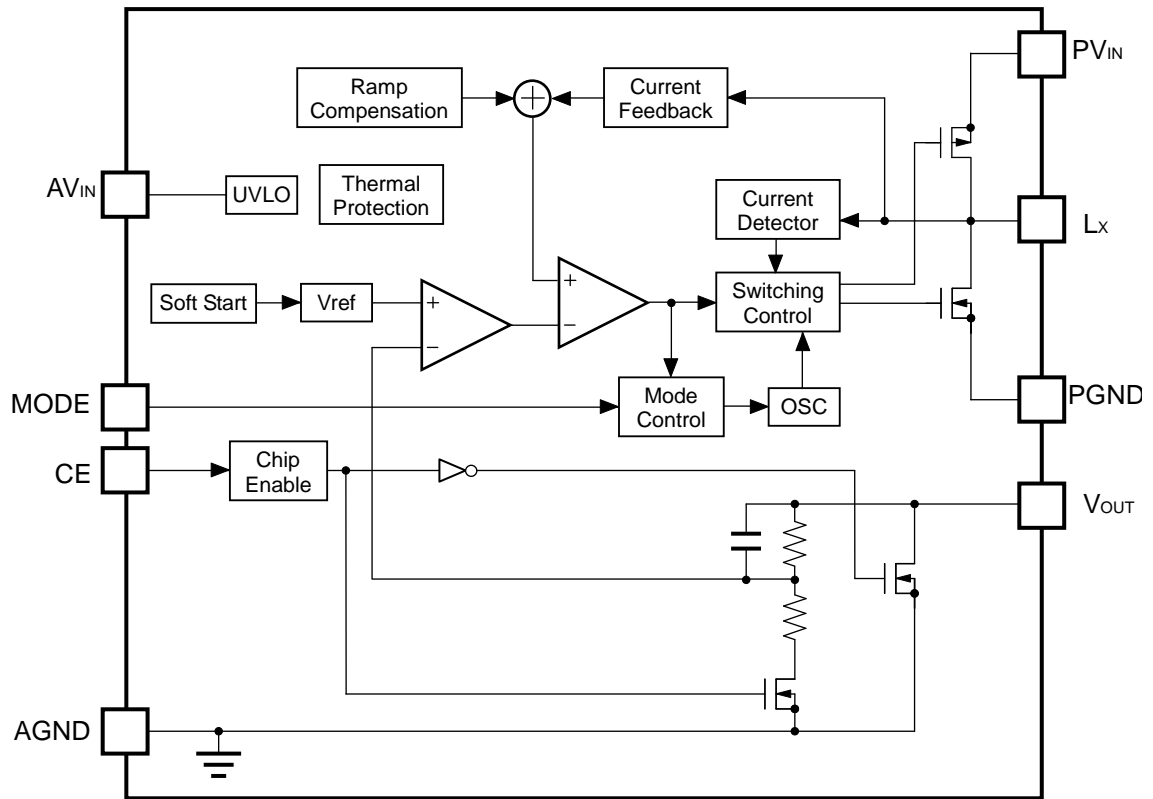 PVIN
Ramp
Compensation
+
Current
Feedback
AVIN
UVLO
Thermal
Protection
Current
Detector
LX
Soft Start
Vref
+
−
+
−
Switching
Control
MODE
Mode
Control
OSC
PGND
CE
Chip
Enable
VOUT
AGND